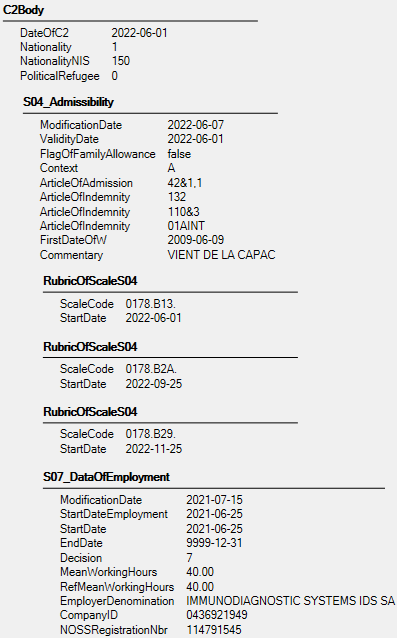 C2Body
DateOfC2 2022-06-01
Nationality 1
NationalityNIS 150
PoliticalRefugee 0
S04_Admissibility
ModificationDate 2022-06-07
ValidityDate 2022-06-01
FlagOfFamilyAllowance false
Context A
ArticleOfAdmission 42&1,1
ArticleOfIndemnity 132
ArticleOfIndemnity 110&3
ArticleOfIndemnity 01AINT
FirstDateOfW 2009-06-09
Commentary VIENT DE LA CAPAC
RubricOfScaleS04
ScaleCode 0178.B13.
StartDate 2022-06-01
RubricOfScaleS04
ScaleCode 0178.B2A.
StartDate 2022-09-25
RubricOfScaleS04
ScaleCode 0178.B29.
StartDate 2022-11-25
S07_DataOfEmployment
ModificationDate 2021-07-15
StartDateEmployment 2021-06-25
StartDate 2021-06-25
EndDate 9999-12-31
Decision 7
MeanWorkingHours 40.00
RefMeanWorkingHours 40.00
EmployerDenomination IMMUNODIAGNOSTIC SYSTEMS IDS SA
CompanyID 0436921949
NOSSRegistrationNbr 114791545